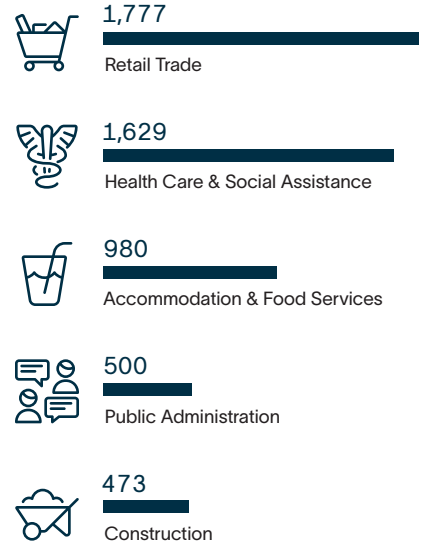 1,777
Retail Trade
1,629
Health Care & Social Assistance
980
Accommodation & Food Services
500
Public Administration
473
Construction